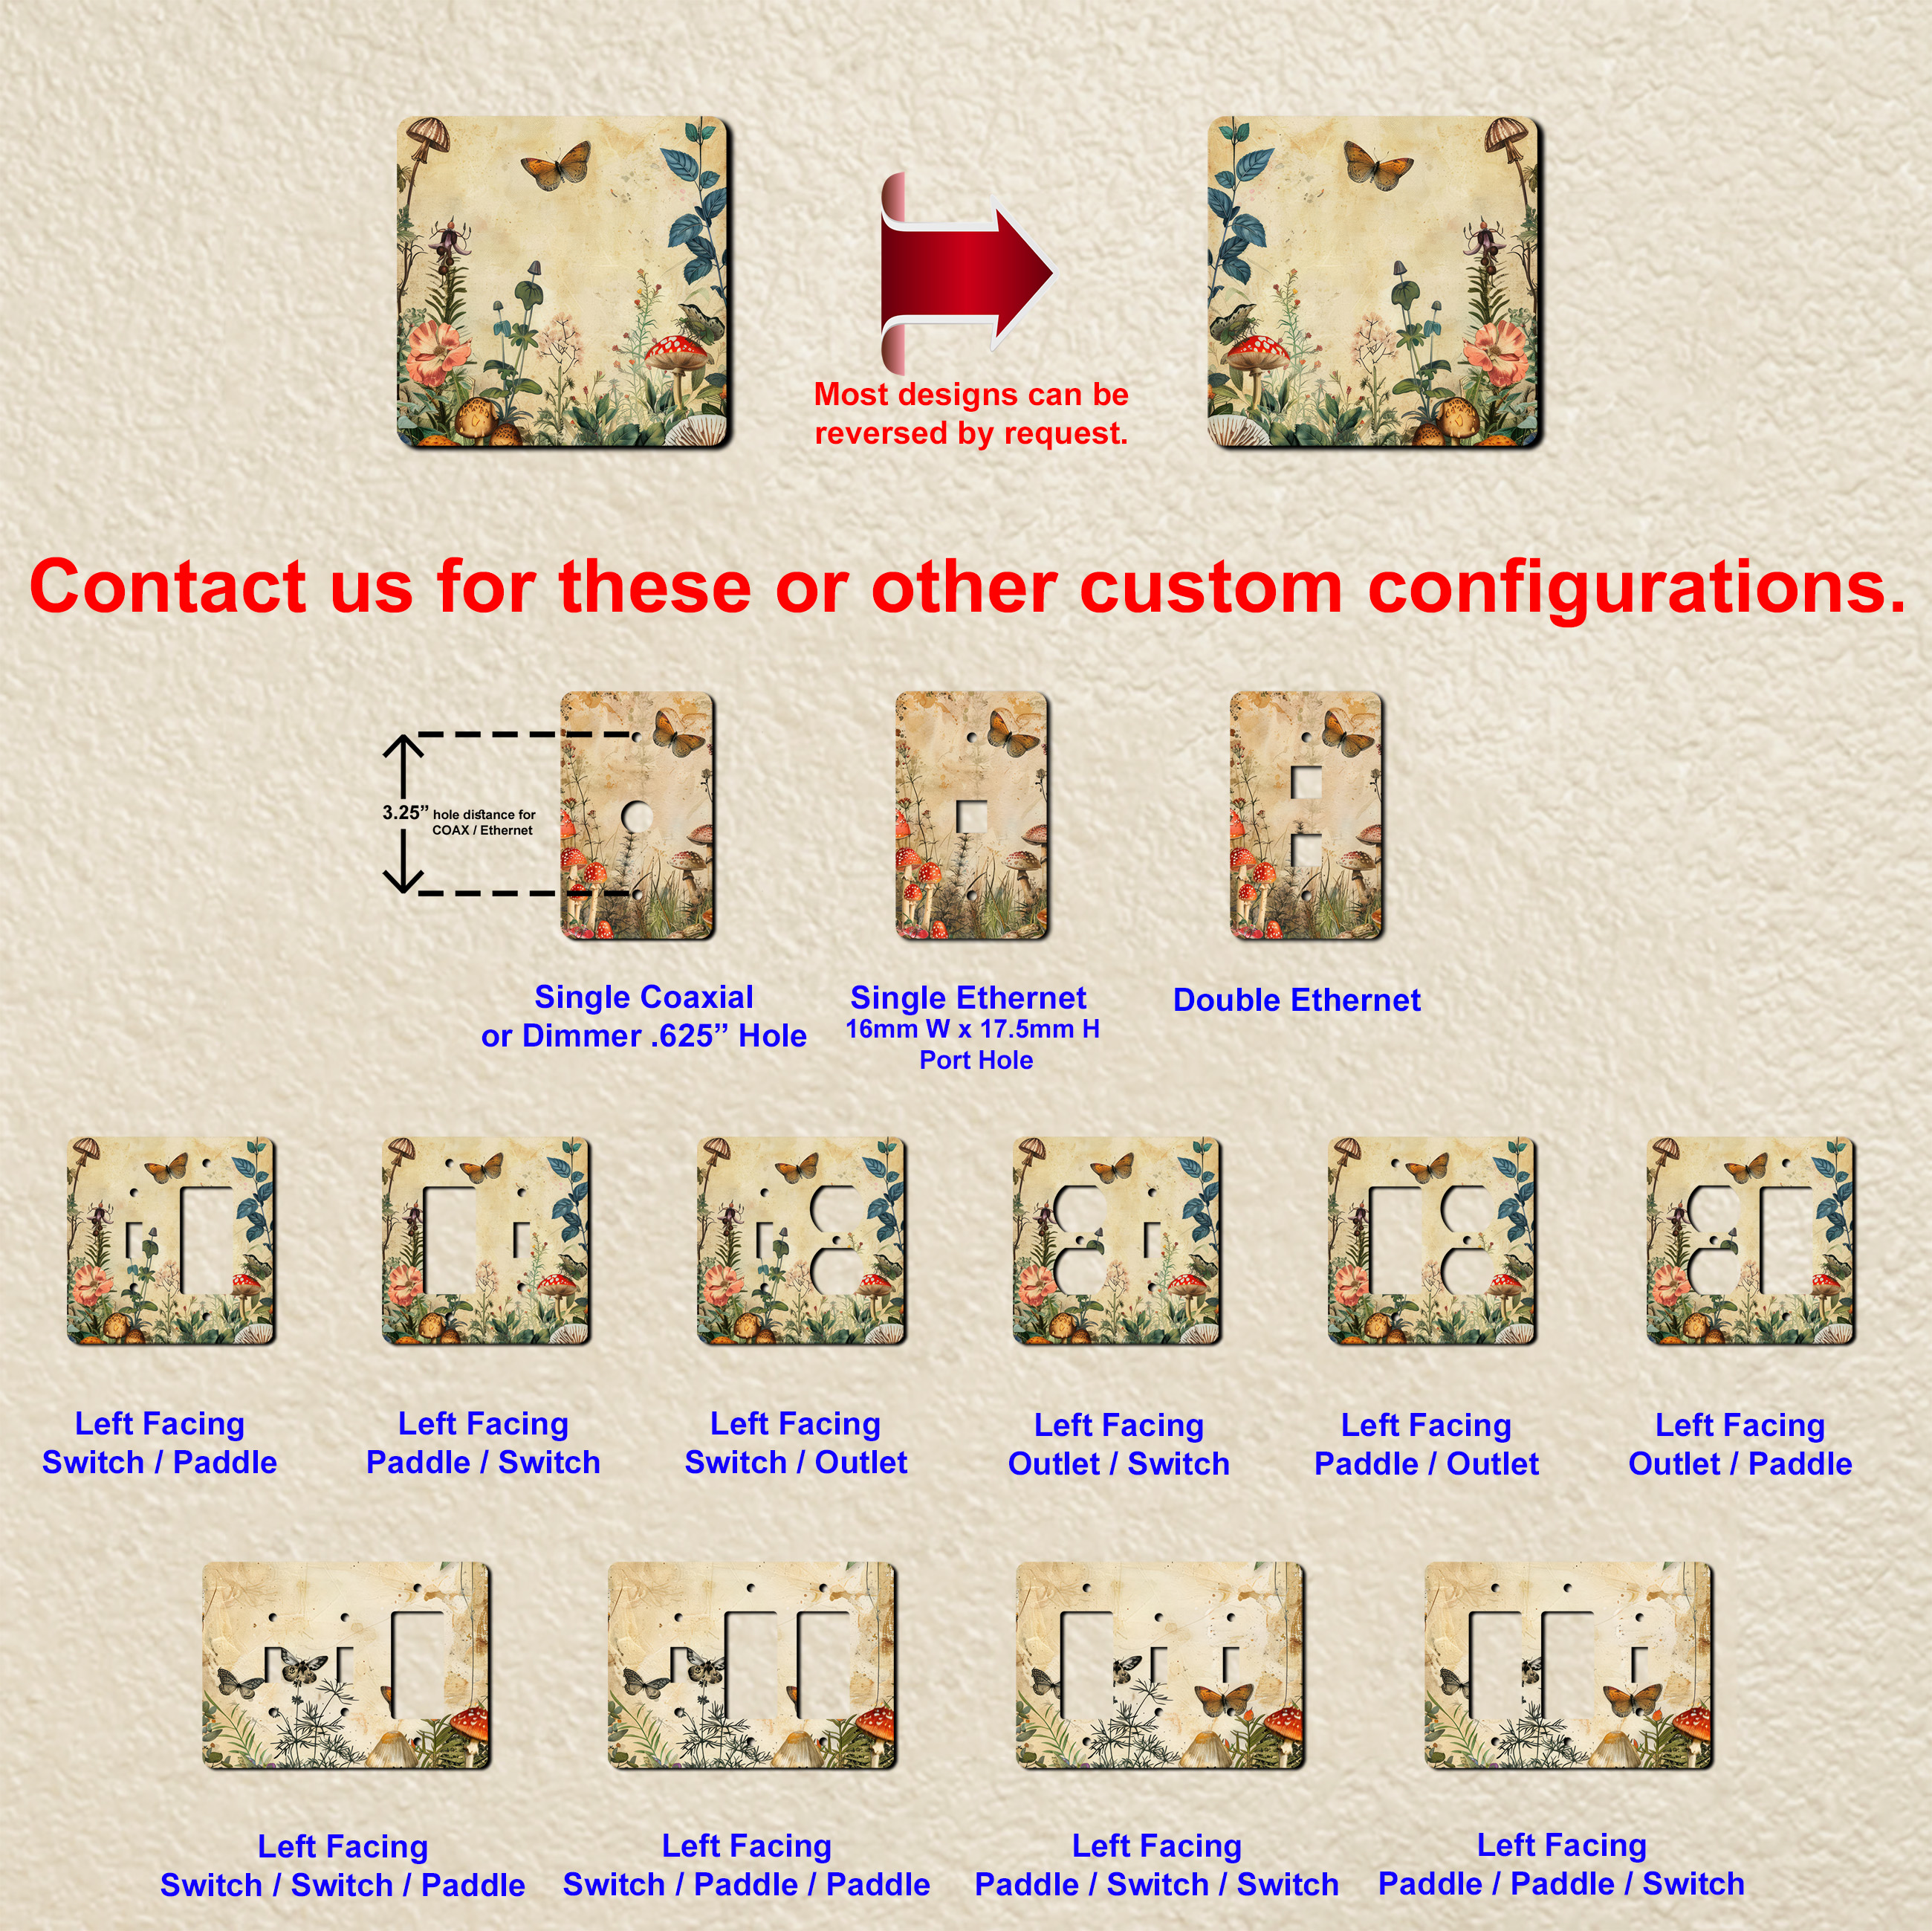 Most designs can be
reversed by request.
Contact us for these or other custom configurations.
3.25” hole distance for
COAX / Ethernet
Single Coaxial
or Dimmer .625” Hole
Single Ethernet
16mm W x 17.5mm H
Port Hole
Double Ethernet
Left Facing
Switch / Paddle
Left Facing
Paddle / Switch
Left Facing
Switch / Outlet
Left Facing
Outlet / Switch
Left Facing
Paddle / Outlet
Left Facing
Outlet / Paddle
Left Facing
Switch / Switch / Paddle
Left Facing
Switch / Paddle / Paddle
Left Facing
Paddle / Switch / Switch
Left Facing
Paddle / Paddle / Switch